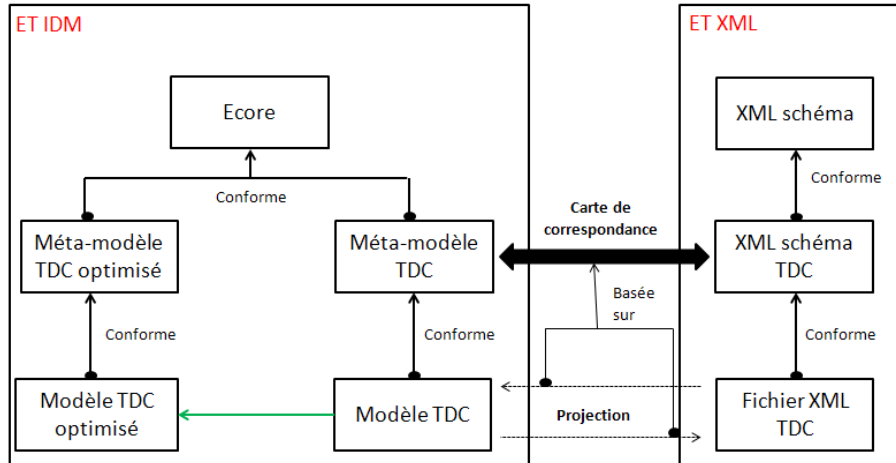 ET IDM
ET XML
Ecore
XML schéma
Conforme
Conforme
Carte de
correspondance
Méta-modèle
TDC optimisé
Méta-modèle
TDC
XML schéma
TDC
Basée
sur
Conforme
Conforme
Conforme
Modèle TDC
optimisé
Modèle TDC
Projection
Fichier XML
TDC